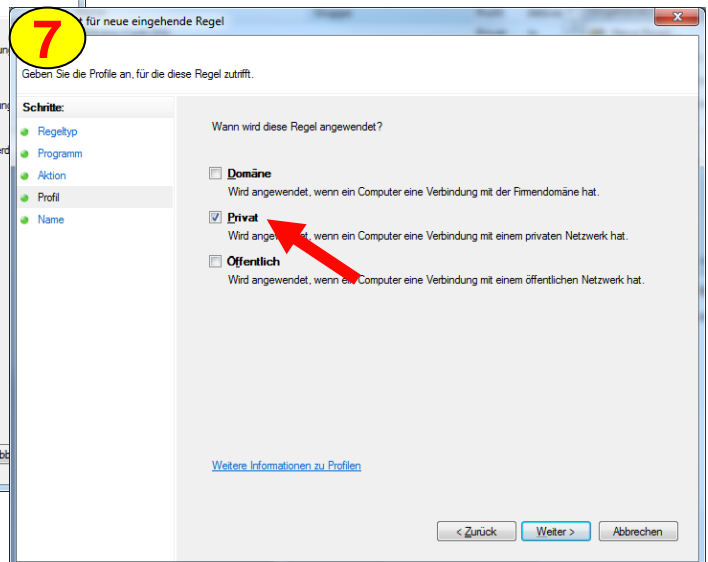 7
t für neue eingehende Regel
Geben Sie die Profile an, für die diese Regel zutrifft.
Schritte:
Regeltyp
Programm
Aktion
Profil
Name
Wann wird diese Regel angewendet?
Domäne
Wird angewendet, wenn ein Computer eine Verbindung mit der Firmendomäne hat.
Privat
Wird angewendet, wenn ein Computer eine Verbindung mit einem privaten Netzwerk hat.
Öffentlich
Wird angewendet, wenn ein Computer eine Verbindung mit einem öffentlichen Netzwerk hat.
Weitere Informationen zu Profilen
< Zurück
Weiter >
Abbrechen